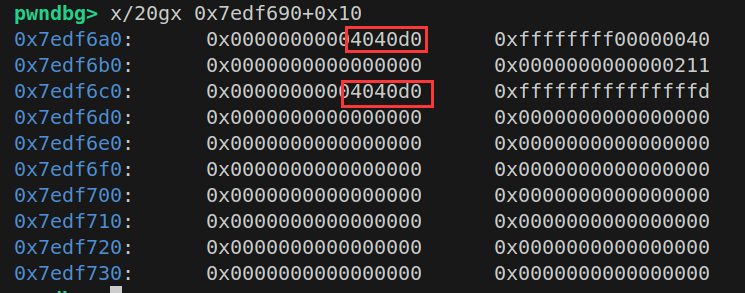 pwndbg> x/20gx 0x7edf690+0x10
0x7edf6a0: 0x00000000004040d0 0xffffffff00000040
0x7edf6b0: 0x0000000000000000 0x0000000000000211
0x7edf6c0: 0x00000000004040d0 0xfffffffffffffffd
0x7edf6d0: 0x0000000000000000 0x0000000000000000
0x7edf6e0: 0x0000000000000000 0x0000000000000000
0x7edf6f0: 0x0000000000000000 0x0000000000000000
0x7edf700: 0x0000000000000000 0x0000000000000000
0x7edf710: 0x0000000000000000 0x0000000000000000
0x7edf720: 0x0000000000000000 0x0000000000000000
0x7edf730: 0x0000000000000000 0x0000000000000000